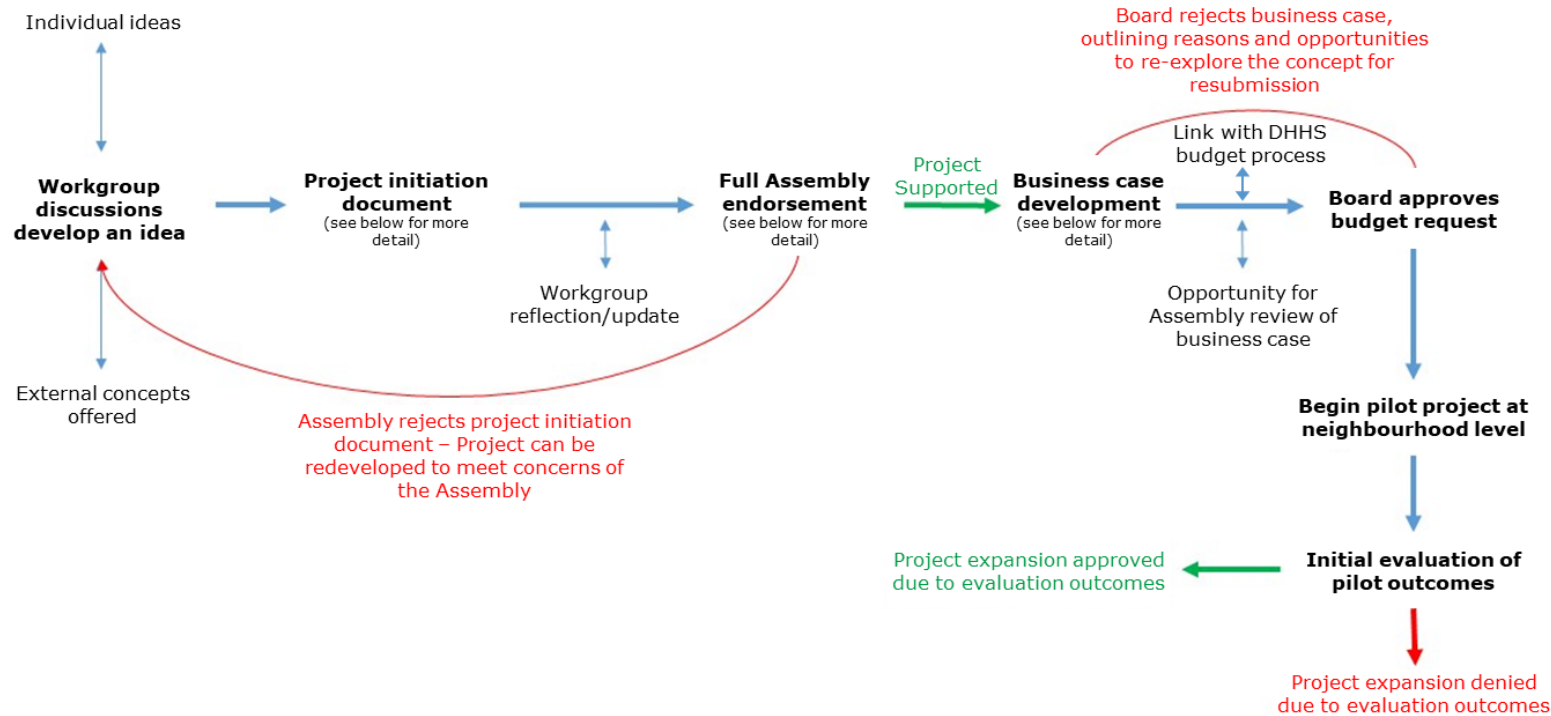 Individual ideas
Workgroup
discussions
develop an idea
External concepts
offered
Project initiation
document
(see below for more
detail)
Workgroup
reflection/update
Full Assembly
endorsement
(see below for more
detail)
Assembly rejects project initiation
document – Project can be
redeveloped to meet concerns of
the Assembly
Project
Supported
Business case
development
(see below for more
detail)
Board rejects business case,
outlining reasons and opportunities
to re-explore the concept for
resubmission
Link with DHHS
budget process
Opportunity for
Assembly review of
business case
Board approves
budget request
Begin pilot project at
neighbourhood level
Initial evaluation of
pilot outcomes
Project expansion approved
due to evaluation outcomes
Project expansion denied
due to evaluation outcomes